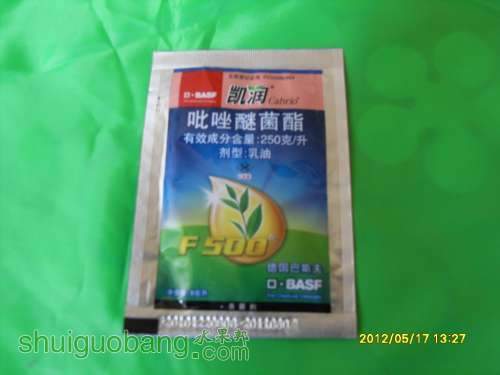 BASF
凯润
Cabrio
吡唑醚菌酯
有效成分含量:250克/升
剂型:乳油
F 500
德国巴斯夫
BASF
shuiguobang.com 水果邦
2012/05/17 13:27